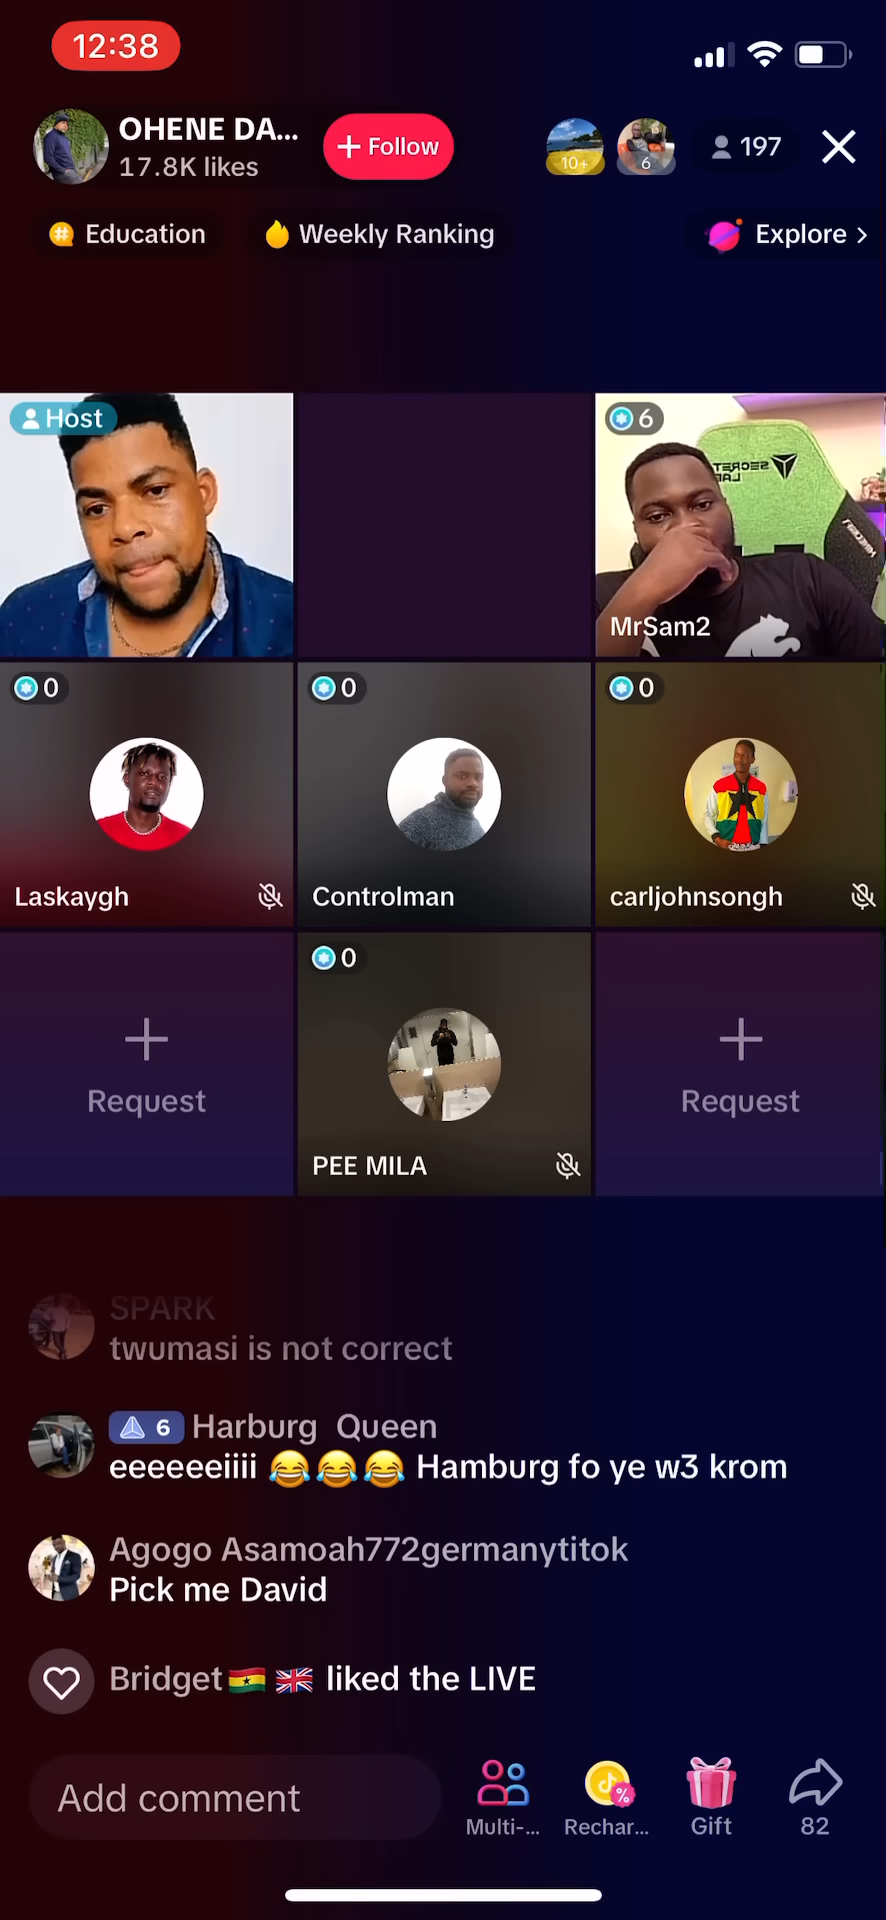 12:38
OHENE DA...
17.8K likes
+ Follow
10+
6
197
Education
Weekly Ranking
Explore >
Host
6
SECRET
LAB
MrSam2
0
0
0
Laskaygh
Controlman
carljohnsongh
0
Request
Request
PEE MILA
SPARK
twumasi is not correct
6 Harburg Queen
eeeeeeiiii 😂😂😂 Hamburg fo ye w3 krom
Agogo Asamoah772germanytitok
Pick me David
Bridget🇬🇭🇬🇧 liked the LIVE
Add comment
Multi-...
Rechar...
Gift
82